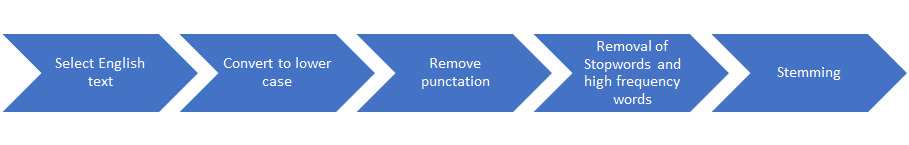 Select English
text
Convert to lower
case
Remove
punctation
Removal of
Stopwords and
high frequency
words
Stemming